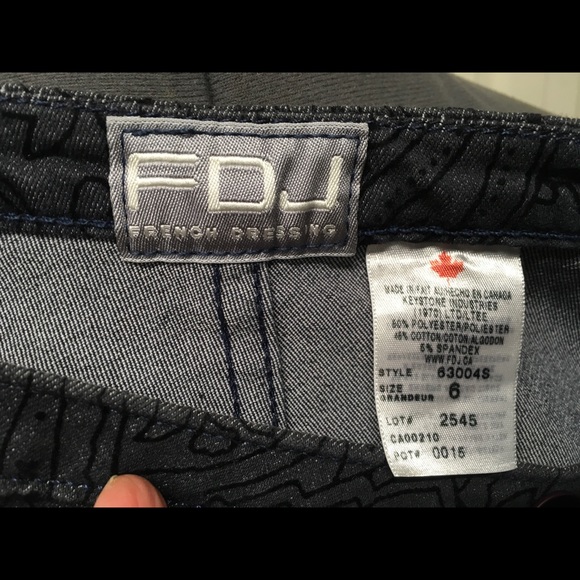 FDJ
FRENCH DRESSING
MADE IN/FAIT AU/HECHO EN CANADA
KEYSTONE INDUSTRIES
(1975) LTD/LTEE
50% POLYESTER/POLIESTER
45% COTTON/COTON ALGODON
5% SPANDEX
WWW.FDJ.CA
STYLE 63004S
SIZE 6
GRANDEUR
LOT# 2545
CA00210
POT# 0015